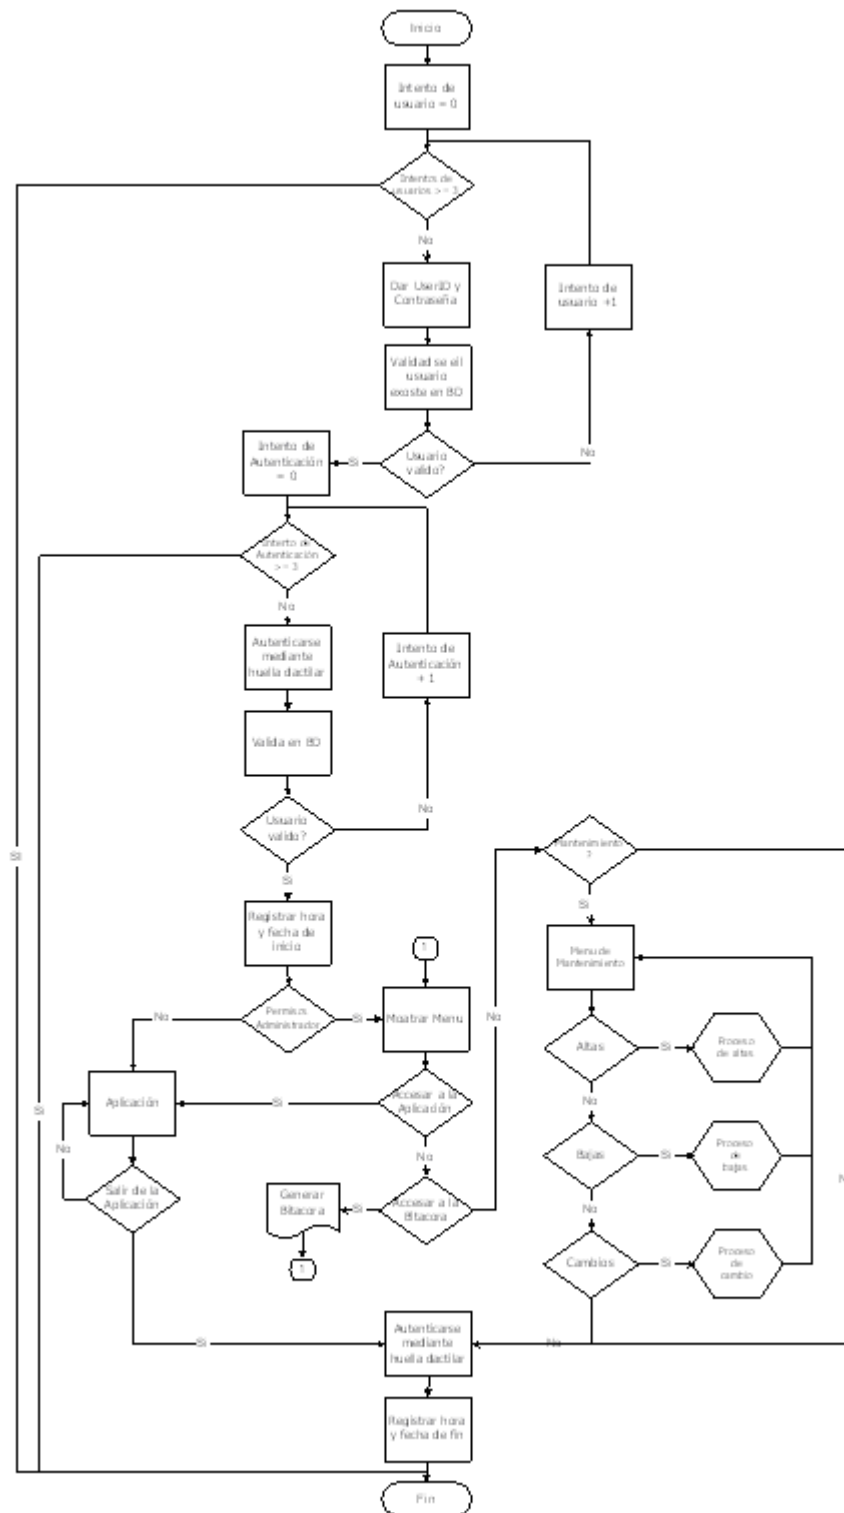 Inicio
Intento de
usuario = 0
Intentos de
usuarios >= 3
No
Dar UserID y
Contraseña
Intento de
usuario +1
Validad se ell
usuario
exoste en BD
Usuario
valido?
No
Si
Intento de
Autenticación
= 0
Intento de
Autenticación
>= 3
No
Autenticarse
mediante
huella dactilar
Intento de
Autenticación
+ 1
Valida en BD
No
Usuario
valido?
Si
Si
Registrar hora
y fecha de
inicio
Mantenimiento
?
Si
Menu de
Mantenimiento
1
Permisos
Administrador
No
Si
Moatrar Menu
No
Altas
Si
Proceso
de altas
Aplicación
Si
Accesar a la
Aplicación
Si
No
No
No
Bajas
Si
Proceso
de
bajas
Salir de la
Aplicación
Generar
Bitacora
Si
Accesar a la
Bitacora
No
1
Cambios
Si
Proceso
de
cambio
Si
Autenticarse
mediante
huella dactilar
No
Registrar hora
y fecha de fin
Fin